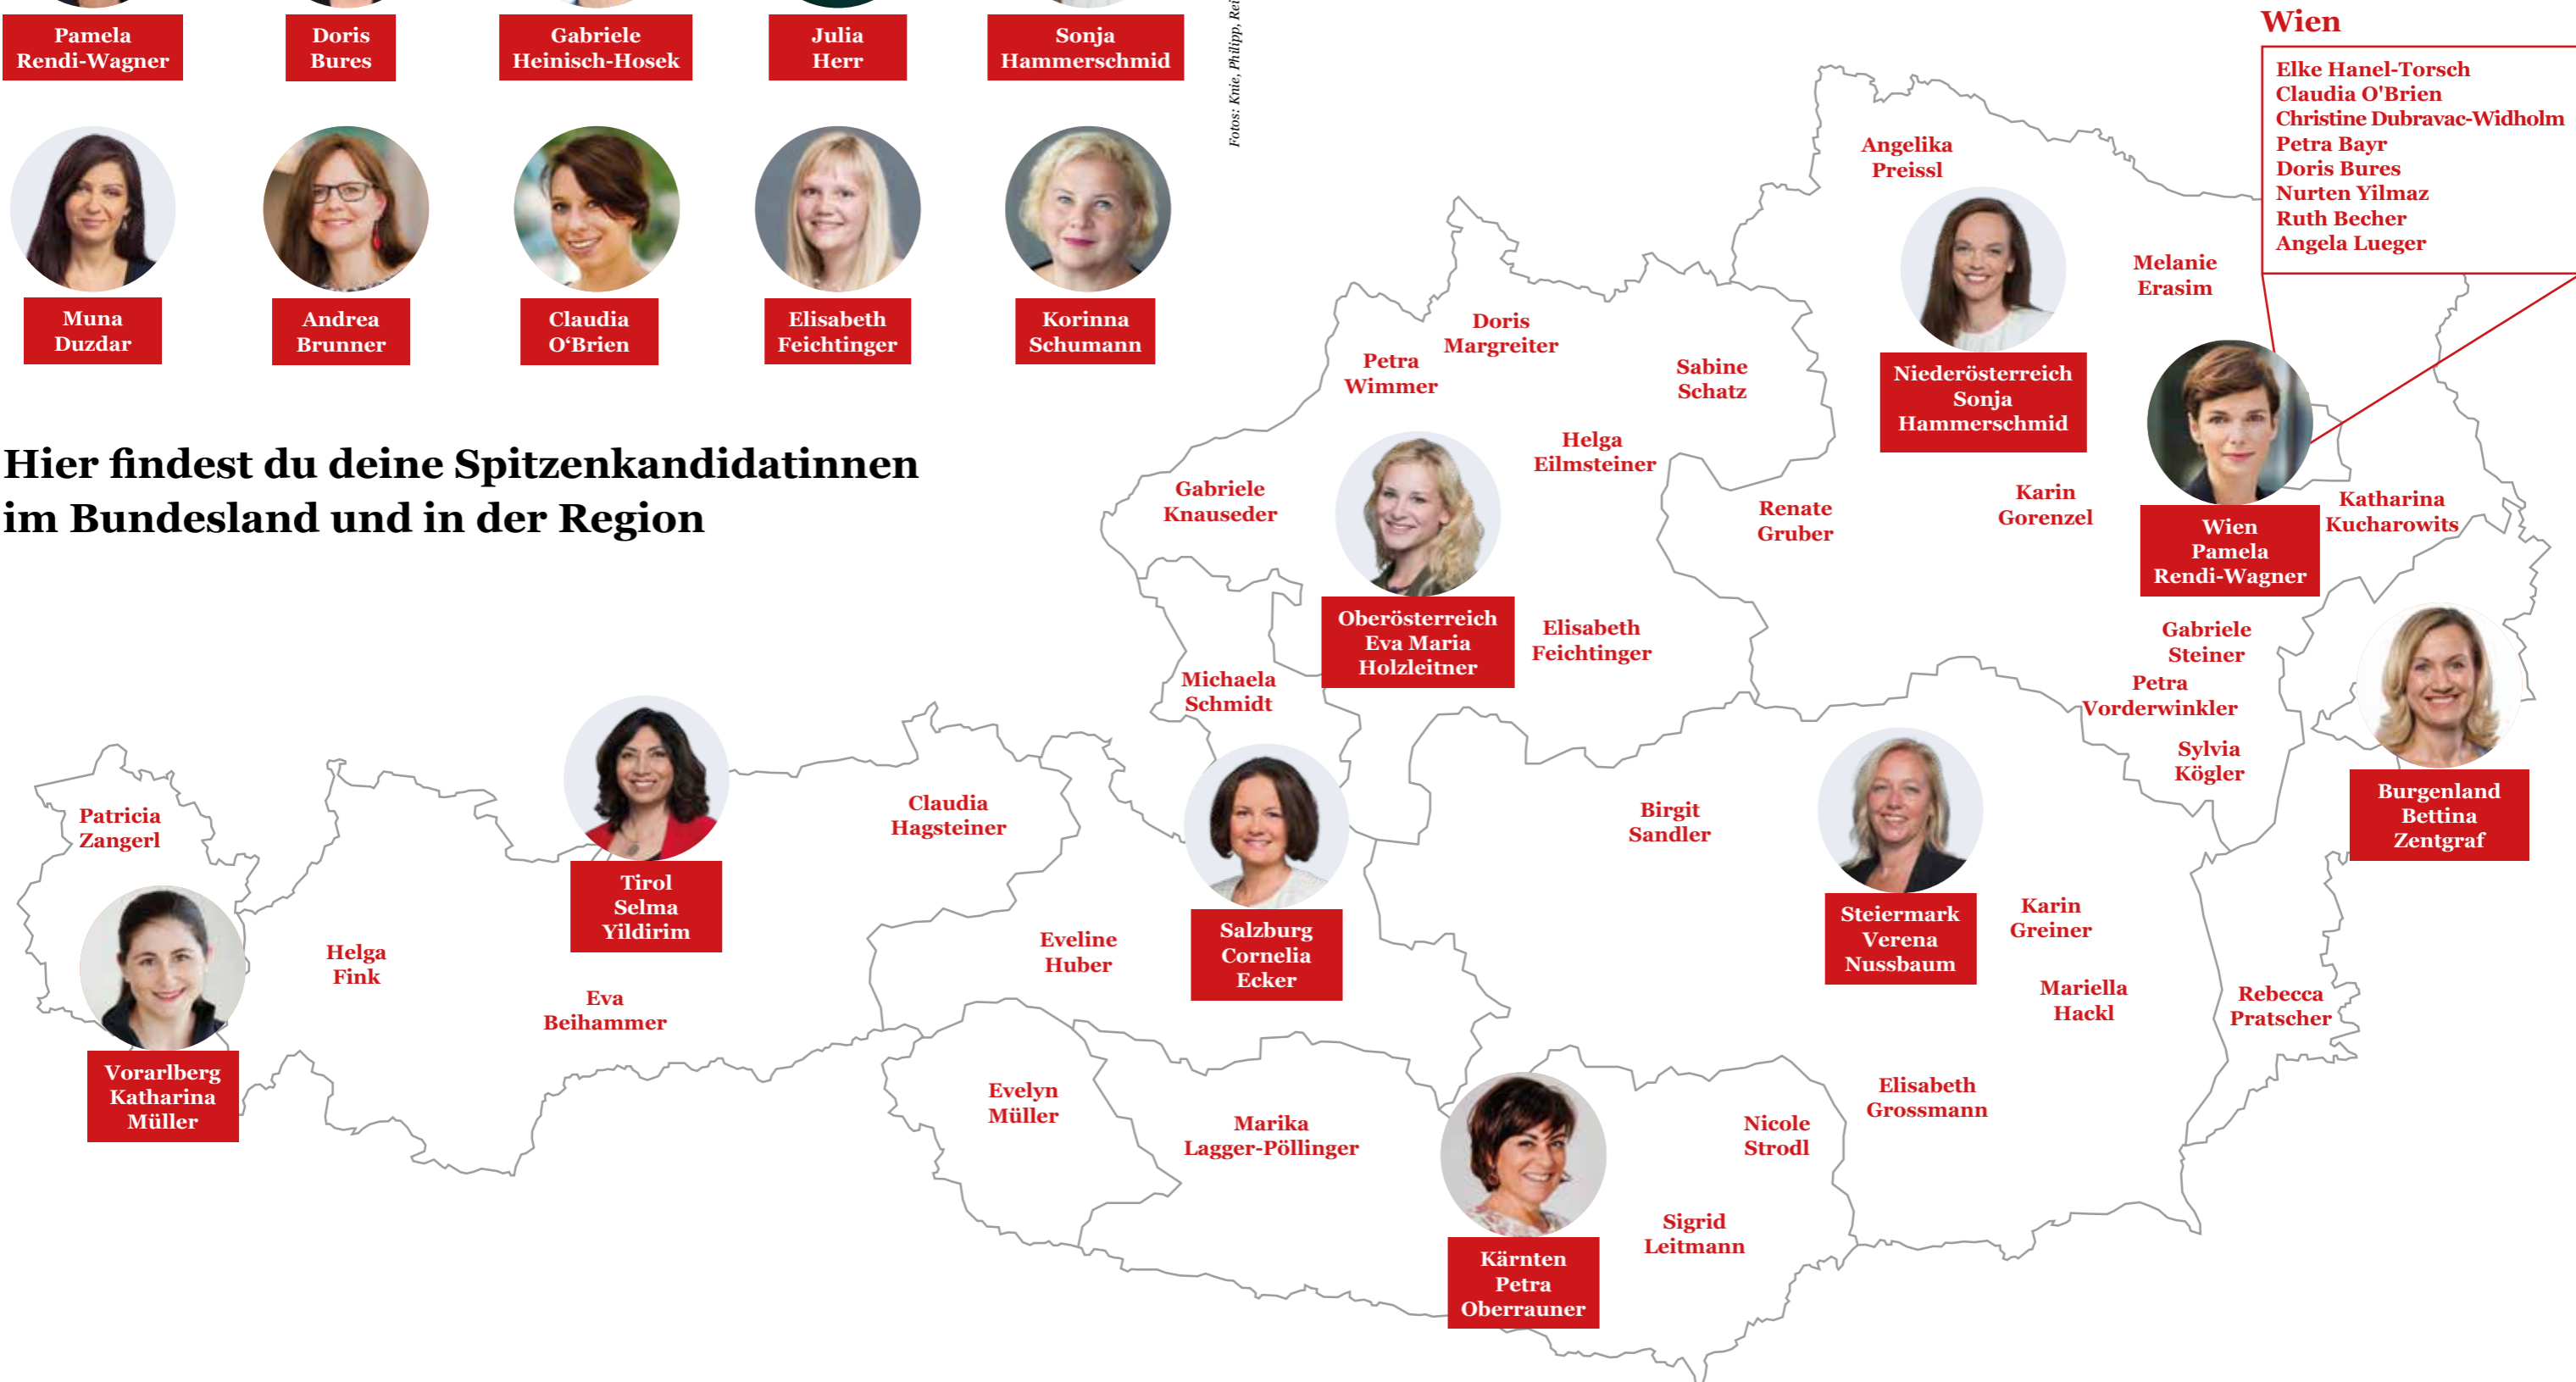 Pamela
Rendi-Wagner
Doris
Bures
Gabriele
Heinisch-Hosek
Julia
Herr
Sonja
Hammerschmid
Fotos: Knie, Philipp,
Muna
Duzdar
Andrea
Brunner
Claudia
O‘Brien
Elisabeth
Feichtinger
Korinna
Schumann
Hier findest du deine Spitzenkandidatinnen
im Bundesland und in der Region
Wien
Elke Hanel-Torsch
Claudia O'Brien
Christine Dubravac-Widholm
Petra Bayr
Doris Bures
Nurten Yilmaz
Ruth Becher
Angela Lueger
Angelika
Preissl
Melanie
Erasim
Niederösterreich
Sonja
Hammerschmid
Doris
Margreiter
Petra
Wimmer
Sabine
Schatz
Helga
Eilmsteiner
Gabriele
Knauseder
Renate
Gruber
Karin
Gorenzel
Katharina
Kucharowits
Wien
Pamela
Rendi-Wagner
Oberösterreich
Eva Maria
Holzleitner
Elisabeth
Feichtinger
Gabriele
Steiner
Petra
Vorderwinkler
Sylvia
Kögler
Michaela
Schmidt
Burgenland
Bettina
Zentgraf
Patricia
Zangerl
Claudia
Hagsteiner
Birgit
Sandler
Tirol
Selma
Yildirim
Salzburg
Cornelia
Ecker
Steiermark
Verena
Nussbaum
Karin
Greiner
Helga
Fink
Eveline
Huber
Eva
Beihammer
Mariella
Hackl
Rebecca
Pratscher
Vorarlberg
Katharina
Müller
Evelyn
Müller
Marika
Lagger-Pöllinger
Nicole
Strodl
Elisabeth
Grossmann
Sigrid
Leitmann
Kärnten
Petra
Oberrauner